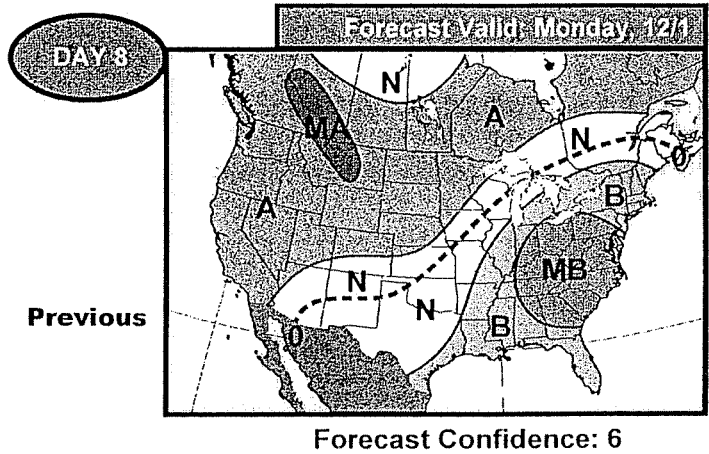 Forecast Valid: Monday, 12/1
DAY 8
N
MA
A
N
0
A
B
MB
N
N
0
B
Previous
Forecast Confidence: 6